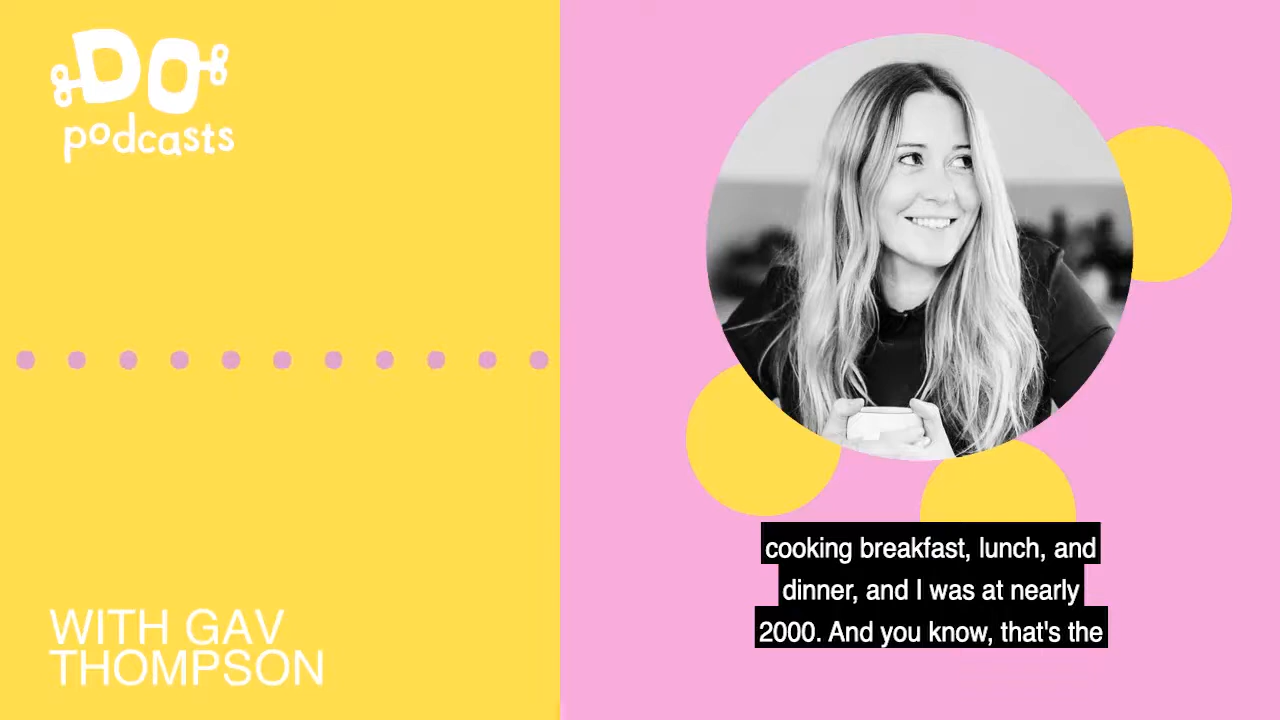 DO
podcasts
WITH GAV
THOMPSON
cooking breakfast, lunch, and
dinner, and I was at nearly
2000. And you know, that's the